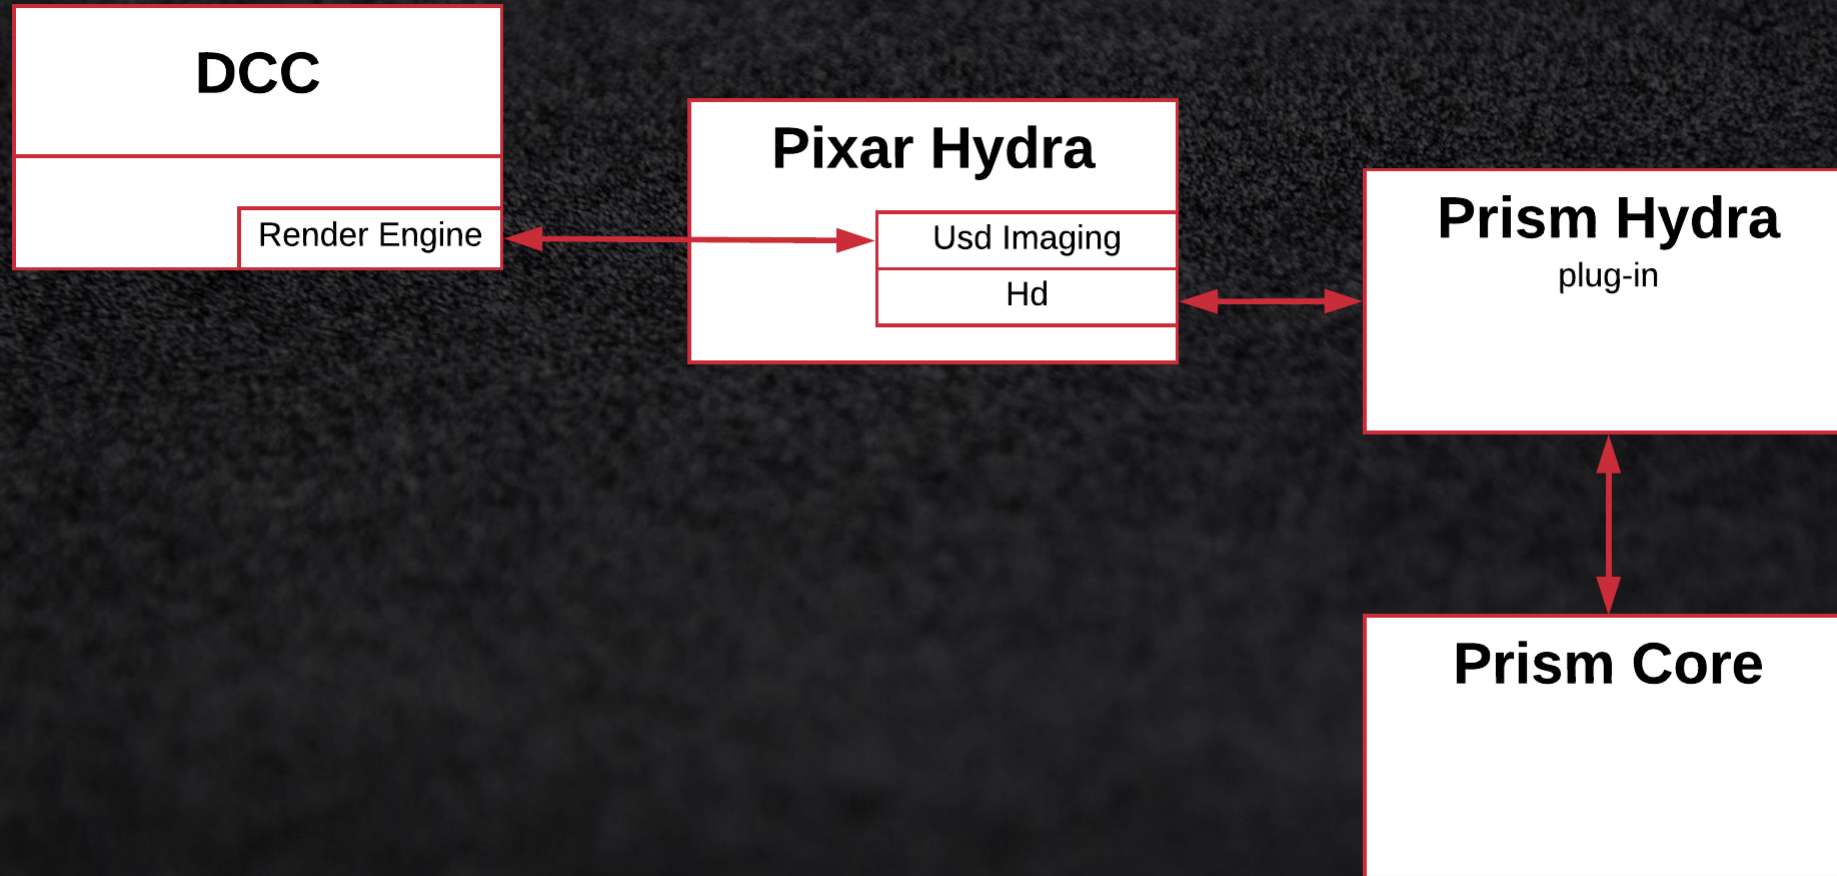 DCC
Render Engine
Pixar Hydra
Usd Imaging
Hd
Prism Hydra
plug-in
Prism Core